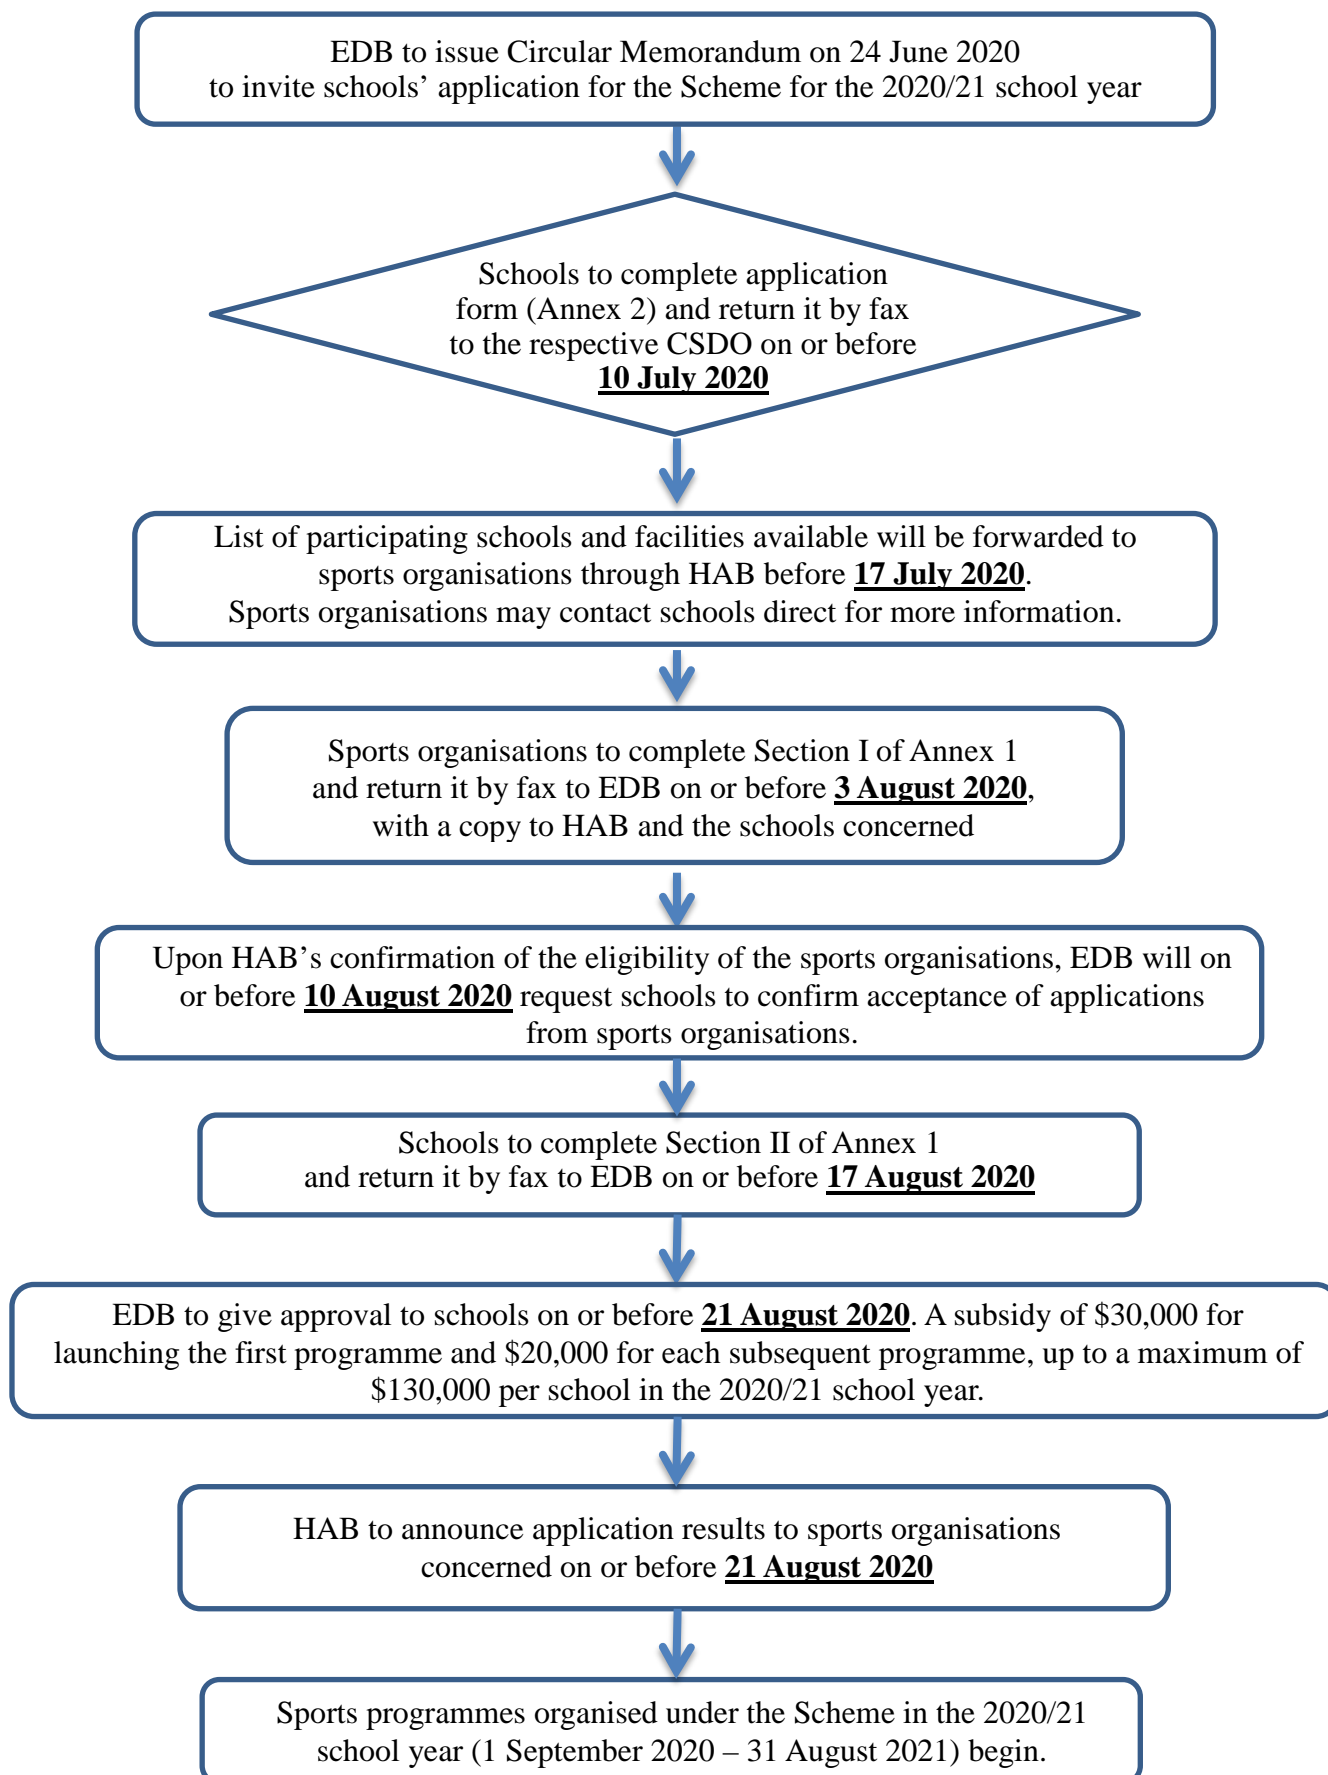 EDB to issue Circular Memorandum on 24 June 2020
to invite schools’ application for the Scheme for the 2020/21 school year
Schools to complete application
form (Annex 2) and return it by fax
to the respective CSDO on or before
10 July 2020
List of participating schools and facilities available will be forwarded to
sports organisations through HAB before 17 July 2020.
Sports organisations may contact schools direct for more information.
Sports organisations to complete Section I of Annex 1
and return it by fax to EDB on or before 3 August 2020,
with a copy to HAB and the schools concerned
Upon HAB’s confirmation of the eligibility of the sports organisations, EDB will on
or before 10 August 2020 request schools to confirm acceptance of applications
from sports organisations.
Schools to complete Section II of Annex 1
and return it by fax to EDB on or before 17 August 2020
EDB to give approval to schools on or before 21 August 2020. A subsidy of $30,000 for
launching the first programme and $20,000 for each subsequent programme, up to a maximum of
$130,000 per school in the 2020/21 school year.
HAB to announce application results to sports organisations
concerned on or before 21 August 2020
Sports programmes organised under the Scheme in the 2020/21
school year (1 September 2020 – 31 August 2021) begin.